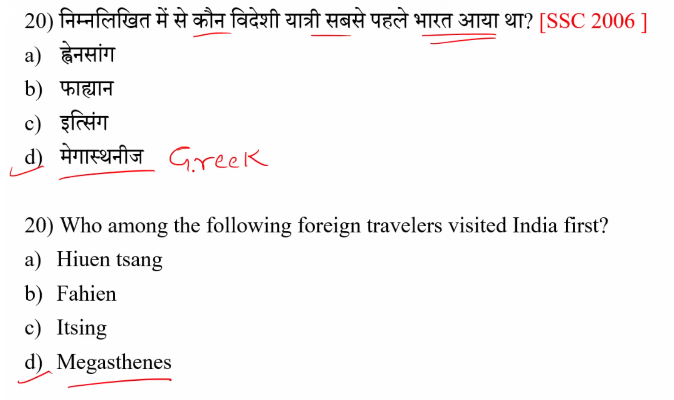 20) निम्नलिखित में से कौन विदेशी यात्री सबसे पहले भारत आया था? [SSC 2006 ]
a) ह्वेनसांग
b) फाह्यान
c) इत्सिंग
d) मेगास्थनीज Greek
20) Who among the following foreign travelers visited India first?
a) Hiuen tsang
b) Fahien
c) Itsing
d) Megasthenes